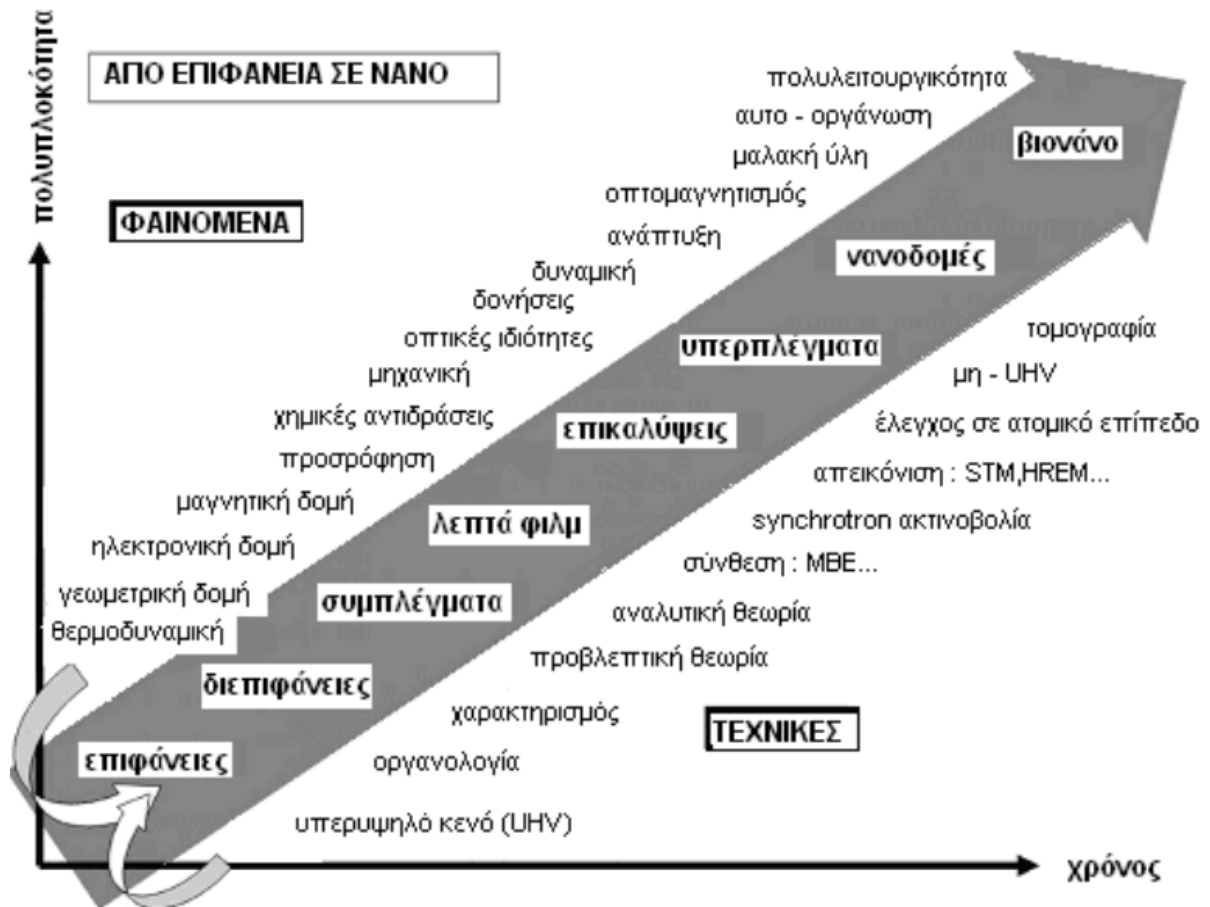 πολυπλοκότητα
ΑΠΟ ΕΠΙΦΑΝΕΙΑ ΣΕ ΝΑΝΟ
ΦΑΙΝΟΜΕΝΑ
πολυλειτουργικότητα
αυτο - οργάνωση
μαλακή ύλη
οπτομαγνητισμός
ανάπτυξη
δυναμική
δονήσεις
οπτικές ιδιότητες
μηχανική
χημικές αντιδράσεις
προσρόφηση
μαγνητική δομή
ηλεκτρονική δομή
γεωμετρική δομή
θερμοδυναμική
βιονάνο
νανοδομές
υπερπλέγματα
επικαλύψεις
λεπτά φιλμ
συμπλέγματα
διεπιφάνειες
επιφάνειες
τομογραφία
μη - UHV
έλεγχος σε ατομικό επίπεδο
απεικόνιση : STM,HREM...
synchrotron ακτινοβολία
σύνθεση : MBE...
αναλυτική θεωρία
προβλεπτική θεωρία
χαρακτηρισμός
οργανολογία
υπερυψηλό κενό (UHV)
ΤΕΧΝΙΚΕΣ
χρόνος